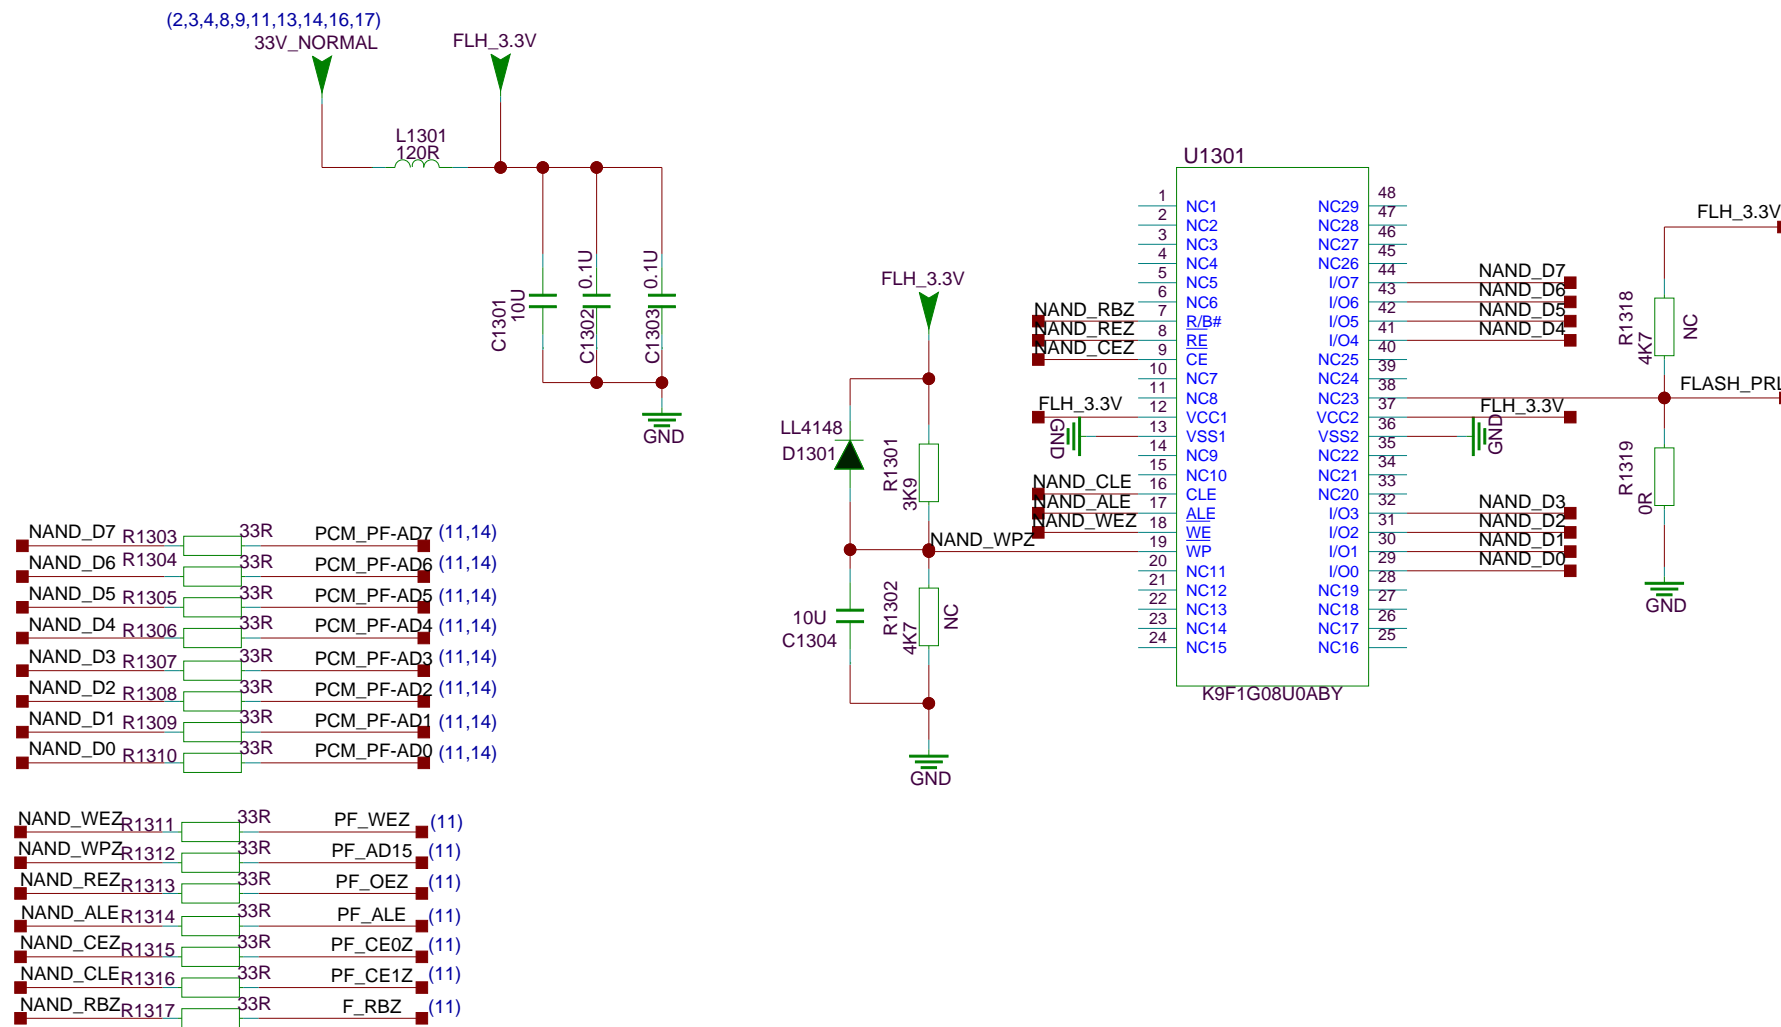 (2,3,4,8,9,11,13,14,16,17)
33V_NORMAL
FLH_3.3V
L1301
120R
C1301
10U
C1302
0.1U
C1303
0.1U
GND
FLH_3.3V
LL4148
D1301
R1301
3K9
NAND_WPZ
10U
C1304
R1302
4K7
NC
GND
U1301
1 NC1
2 NC2
3 NC3
4 NC4
5 NC5
6 NC6
NAND_RBZ 7 R/B#
NAND_REZ 8 RE
NAND_CEZ 9 CE
10 NC7
11 NC8
FLH_3.3V 12 VCC1
GND 13 VSS1
14 NC9
15 NC10
NAND_CLE 16 CLE
NAND_ALE 17 ALE
NAND_WEZ 18 WE
19 WP
20 NC11
21 NC12
22 NC13
23 NC14
24 NC15
NC29 48
NC28 47
NC27 46
NC26 45
I/O7 44 NAND_D7
I/O6 43 NAND_D6
I/O5 42 NAND_D5
I/O4 41 NAND_D4
NC25 40
NC24 39
NC23 38
VCC2 37 FLH_3.3V
VSS2 36 GND
NC22 35
NC21 34
NC20 33
I/O3 32 NAND_D3
I/O2 31 NAND_D2
I/O1 30 NAND_D1
I/O0 29 NAND_D0
NC19 28
NC18 27
NC17 26
NC16 25
K9F1G08U0ABY
FLH_3.3V
R1318
4K7
NC
FLASH_PRL
R1319
0R
GND
NAND_D7 R1303 33R PCM_PF-AD7 (11,14)
NAND_D6 R1304 33R PCM_PF-AD6 (11,14)
NAND_D5 R1305 33R PCM_PF-AD5 (11,14)
NAND_D4 R1306 33R PCM_PF-AD4 (11,14)
NAND_D3 R1307 33R PCM_PF-AD3 (11,14)
NAND_D2 R1308 33R PCM_PF-AD2 (11,14)
NAND_D1 R1309 33R PCM_PF-AD1 (11,14)
NAND_D0 R1310 33R PCM_PF-AD0 (11,14)
NAND_WEZ R1311 33R PF_WEZ (11)
NAND_WPZ R1312 33R PF_AD15 (11)
NAND_REZ R1313 33R PF_OEZ (11)
NAND_ALE R1314 33R PF_ALE (11)
NAND_CEZ R1315 33R PF_CE0Z (11)
NAND_CLE R1316 33R PF_CE1Z (11)
NAND_RBZ R1317 33R F_RBZ (11)